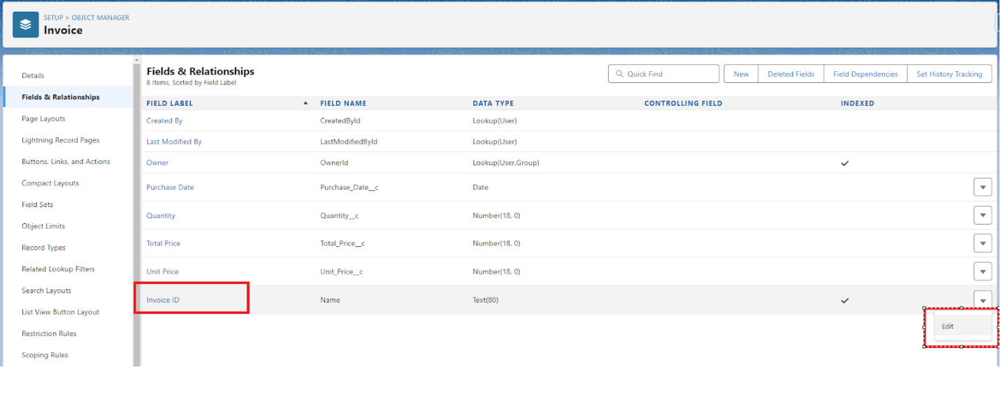 SETUP > OBJECT MANAGER
Invoice
Details
Fields & Relationships
Page Layouts
Lightning Record Pages
Buttons, Links, and Actions
Compact Layouts
Field Sets
Object Limits
Record Types
Related Lookup Filters
Search Layouts
List View Button Layout
Restriction Rules
Scoping Rules
Fields & Relationships
8 Items, Sorted by Field Label
Quick Find New Deleted Fields Field Dependencies Set History Tracking
FIELD LABEL FIELD NAME DATA TYPE CONTROLLING FIELD INDEXED
Created By CreatedById Lookup(User)
Last Modified By LastModifiedById Lookup(User)
Owner OwnerId Lookup(User,Group)
Purchase Date Purchase_Date__c Date
Quantity Quantity__c Number(18, 0)
Total Price Total_Price__c Number(18, 0)
Unit Price Unit_Price__c Number(18, 0)
Invoice ID Name Text(80)
Edit